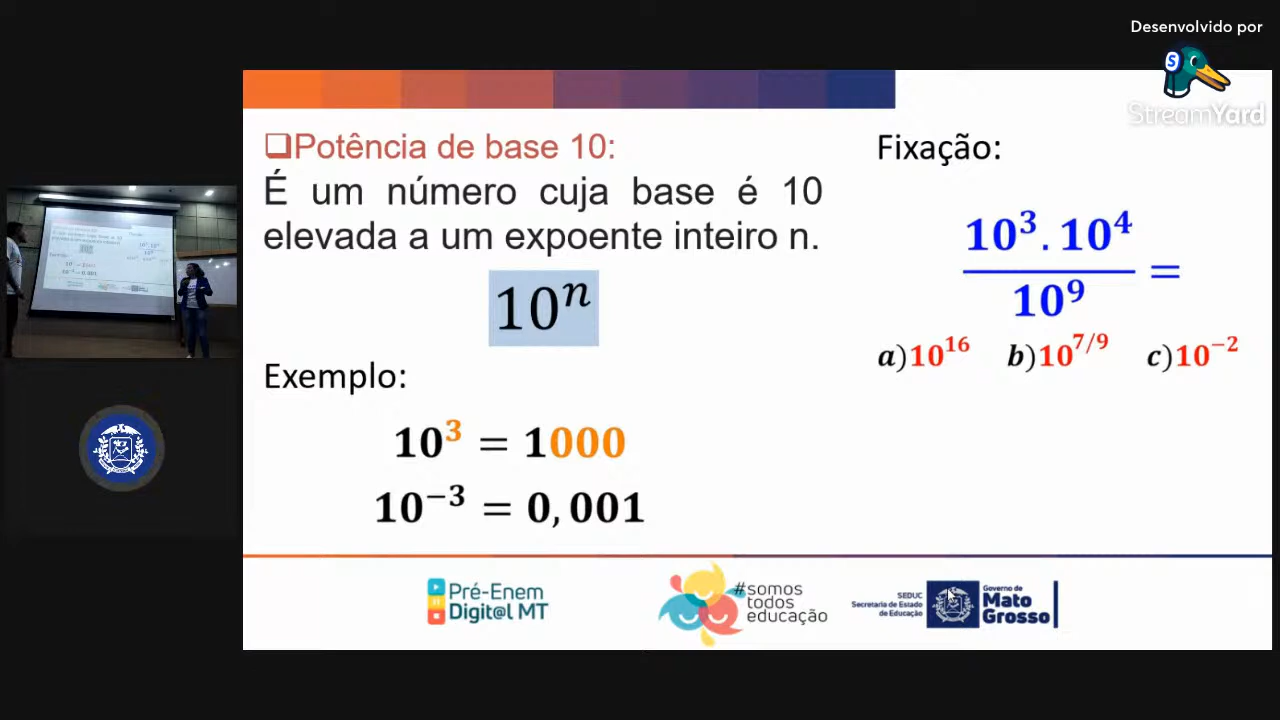 Desenvolvido por
StreamYard
❑Potência de base 10:
É um número cuja base é 10
elevada a um expoente inteiro n.
10ⁿ
Exemplo:
10³ = 1000
10⁻³ = 0,001
Fixação:
10³ . 10⁴
10⁹
=
a)10¹⁶ b)10⁷/⁹ c)10⁻²
Pré-Enem
Digit@l MT
#somos
todos
educação
SEDUC
Secretaria de Estado
de Educação
Governo de
Mato
Grosso